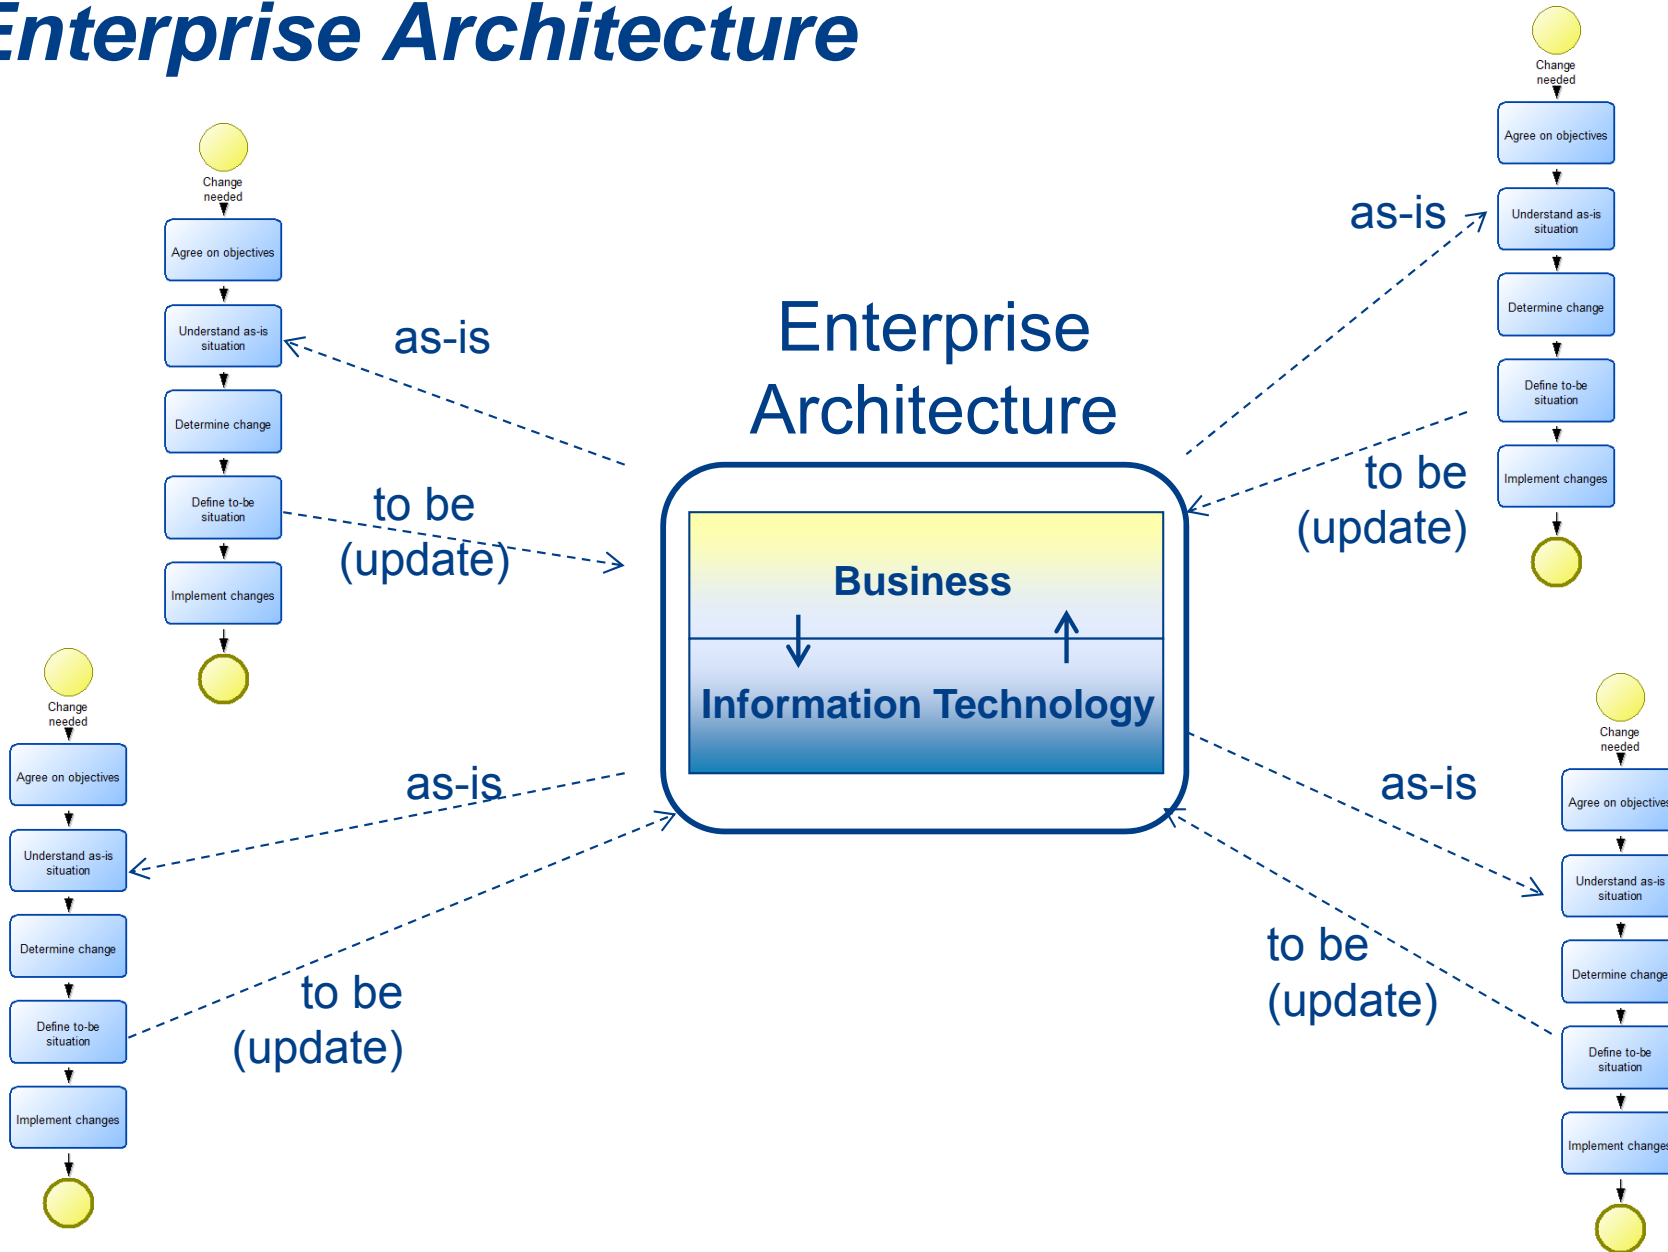 Enterprise Architecture
Change
needed
Agree on objectives
Understand as-is
situation
Determine change
Define to-be
situation
Implement changes
as-is
to be
(update)
Change
needed
Agree on objectives
Understand as-is
situation
Determine change
Define to-be
situation
Implement changes
as-is
to be
(update)
Enterprise
Architecture
Business
Information Technology
Change
needed
Agree on objectives
Understand as-is
situation
Determine change
Define to-be
situation
Implement changes
as-is
to be
(update)
Change
needed
Agree on objectives
Understand as-is
situation
Determine change
Define to-be
situation
Implement changes
as-is
to be
(update)